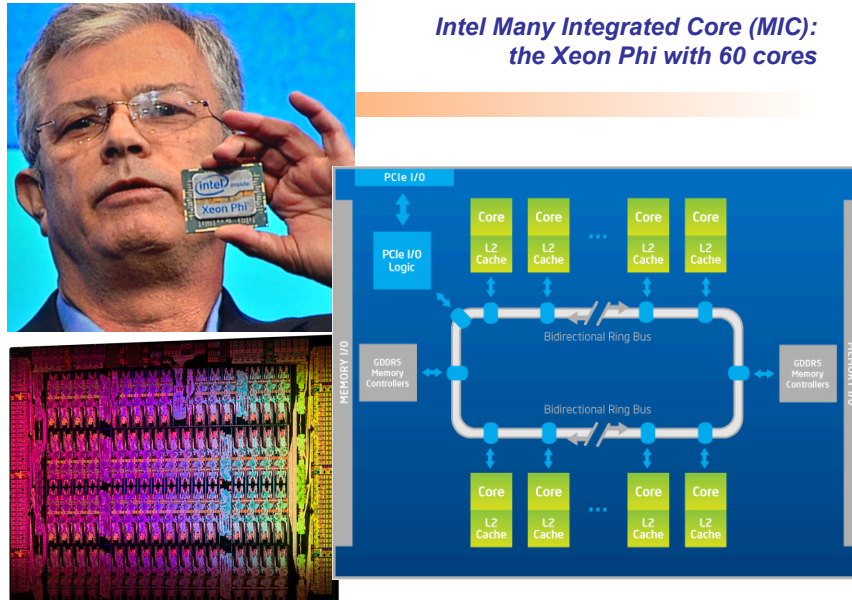 Intel Many Integrated Core (MIC):
the Xeon Phi with 60 cores
intel inside
Xeon Phi™
PCIe I/O
PCIe I/O
Logic
Core
L2
Cache
Core
L2
Cache
...
Core
L2
Cache
Core
L2
Cache
Bidirectional Ring Bus
MEMORY I/O
GDDR5
Memory
Controllers
GDDR5
Memory
Controllers
I/O
Bidirectional Ring Bus
Core
L2
Cache
Core
L2
Cache
...
Core
L2
Cache
Core
L2
Cache